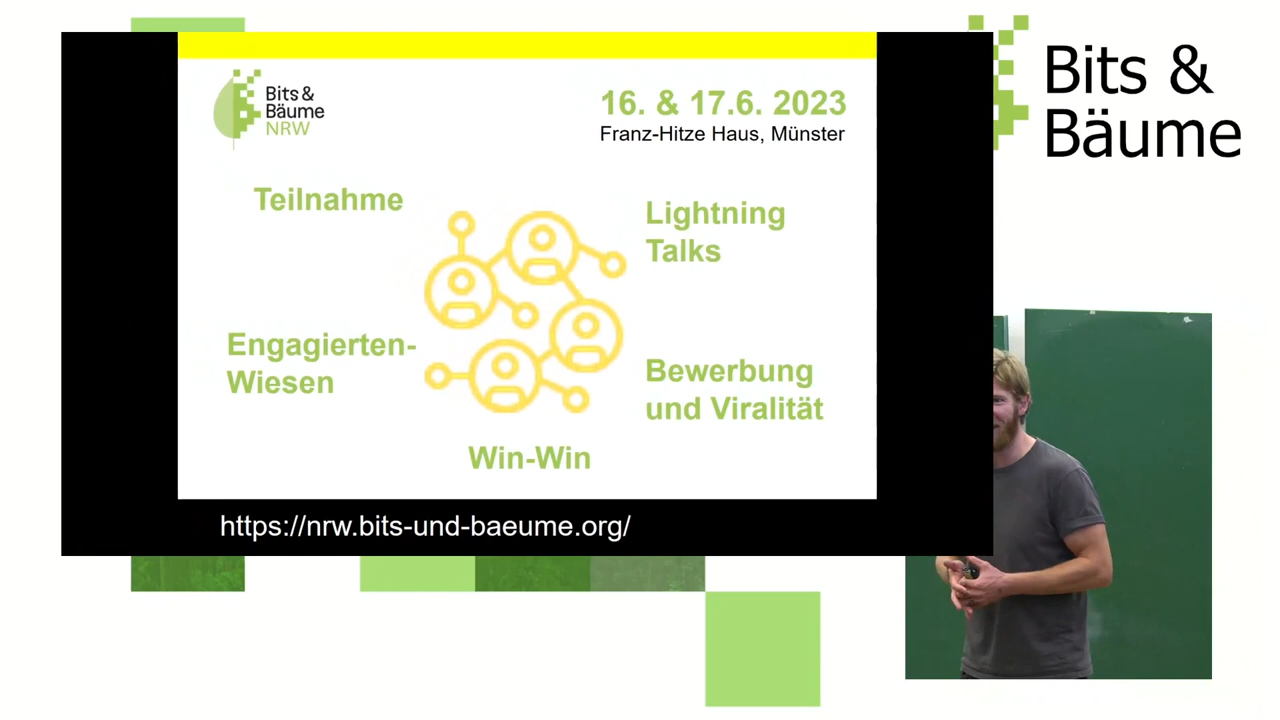 Bits &
Bäume
NRW
16. & 17.6. 2023
Franz-Hitze Haus, Münster
Teilnahme
Lightning
Talks
Engagierten-
Wiesen
Bewerbung
und Viralität
Win-Win
https://nrw.bits-und-baeume.org/
Bits &
Bäume